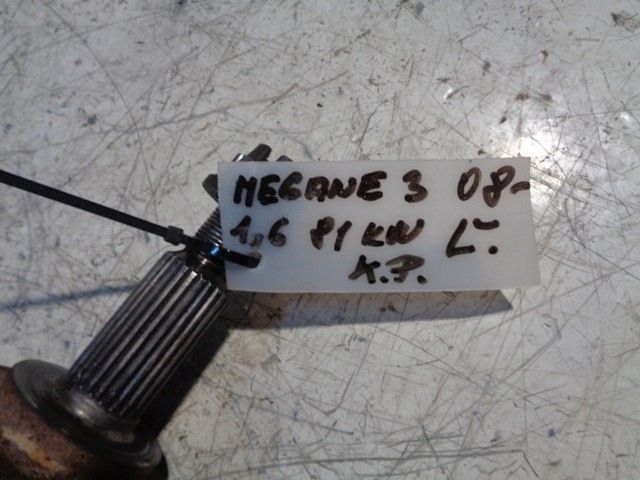 MEGANE 3 08-
1,6 81 KW L:
K.P.